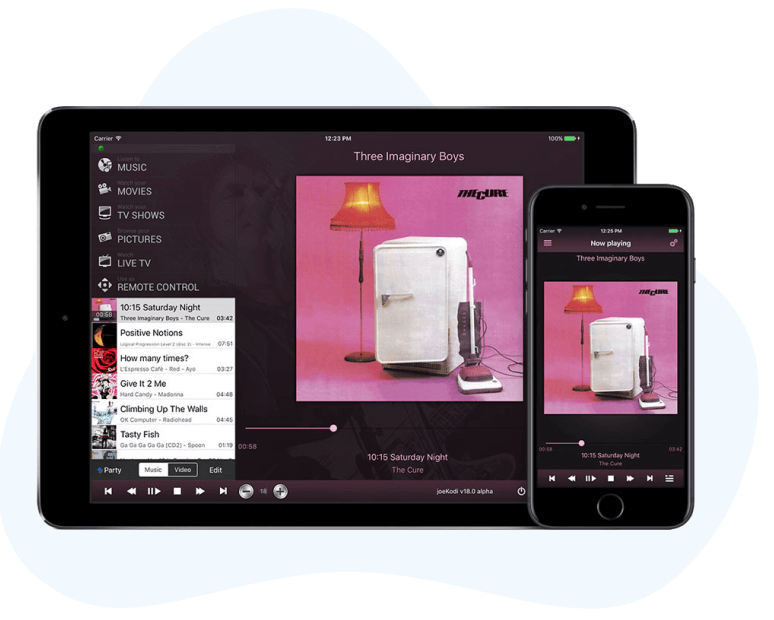 Carrier
12:23 PM
100%
Listen to
MUSIC
Watch your
MOVIES
Watch your
TV SHOWS
Browse your
PICTURES
Watch
LIVE TV
Use as
REMOTE CONTROL
00:58
10:15 Saturday Night
Three Imaginary Boys - The Cure 03:42
Positive Notions
Logical Progression Level 2 (disc 2) - Intense 07:51
How many times?
L'Espresso Café - Red - Ayo 03:27
Give It 2 Me
Hard Candy - Madonna 04:48
Climbing Up The Walls
OK Computer - Radiohead 04:45
Tasty Fish
Ga Ga Ga Ga Ga [CD2] - Spoon 01:19
Party
Music
Video
Edit
Three Imaginary Boys
THE CURE
00:58
10:15 Saturday Night
The Cure
18
joeKodi v18.0 alpha
Carrier
12:25 PM
Now playing
Three Imaginary Boys
THE CURE
00:58
03:42
10:15 Saturday Night
The Cure